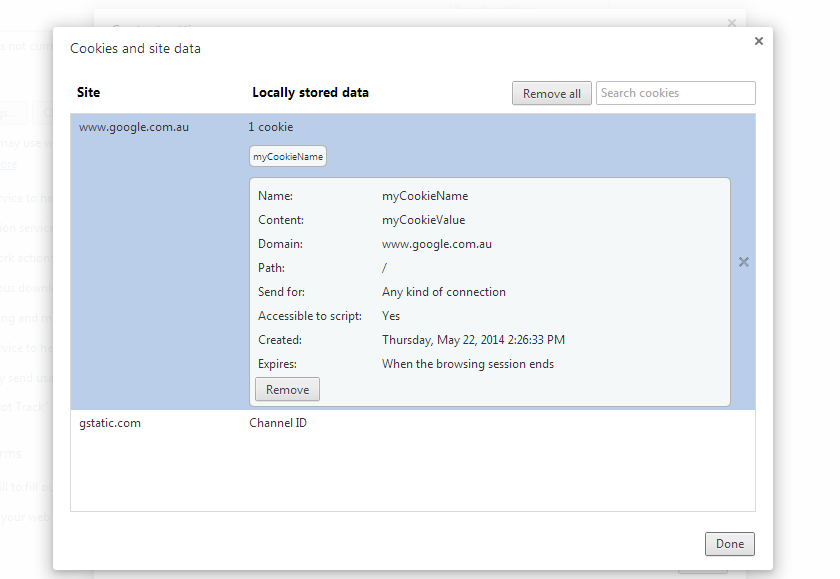 Cookies and site data
Site Locally stored data Remove all Search cookies
www.google.com.au 1 cookie
myCookieName
Name: myCookieName
Content: myCookieValue
Domain: www.google.com.au
Path: /
Send for: Any kind of connection
Accessible to script: Yes
Created: Thursday, May 22, 2014 2:26:33 PM
Expires: When the browsing session ends
Remove
gstatic.com Channel ID
Done